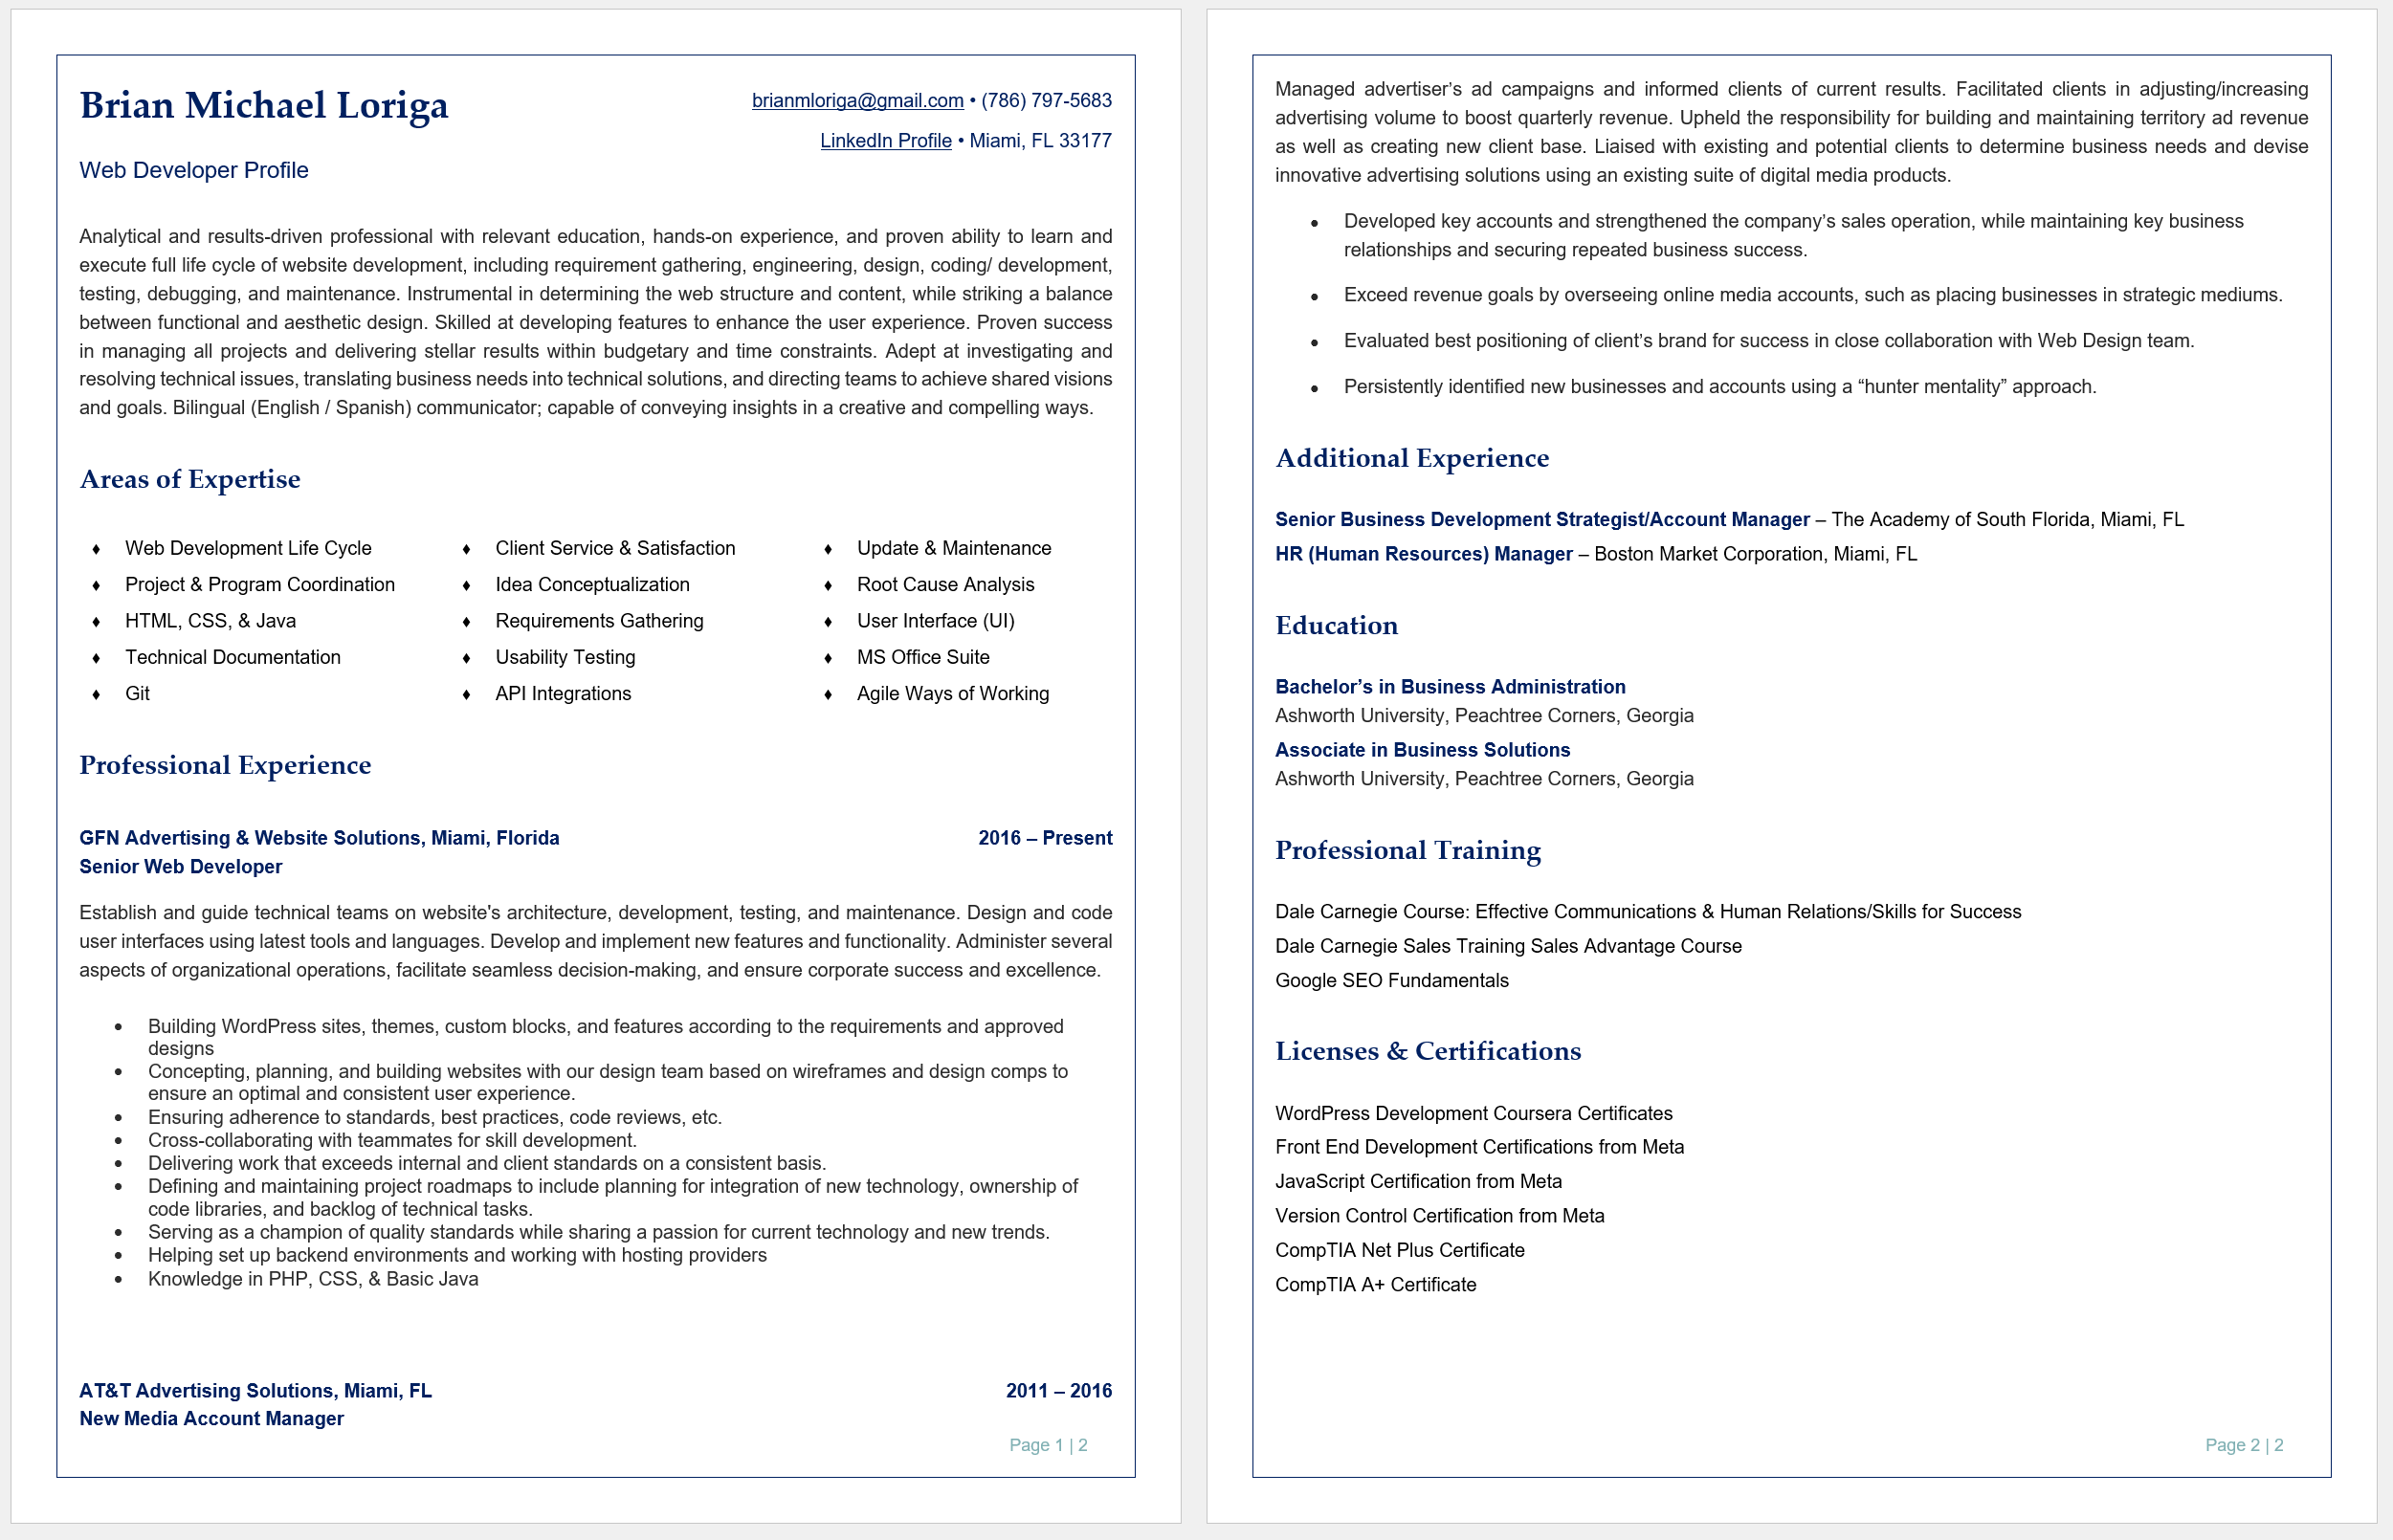 Brian Michael Loriga
brianmloriga@gmail.com • (786) 797-5683
LinkedIn Profile • Miami, FL 33177
Web Developer Profile
Analytical and results-driven professional with relevant education, hands-on experience, and proven ability to learn and
execute full life cycle of website development, including requirement gathering, engineering, design, coding/ development,
testing, debugging, and maintenance. Instrumental in determining the web structure and content, while striking a balance
between functional and aesthetic design. Skilled at developing features to enhance the user experience. Proven success
in managing all projects and delivering stellar results within budgetary and time constraints. Adept at investigating and
resolving technical issues, translating business needs into technical solutions, and directing teams to achieve shared visions
and goals. Bilingual (English / Spanish) communicator; capable of conveying insights in a creative and compelling ways.
Areas of Expertise
♦ Web Development Life Cycle
♦ Project & Program Coordination
♦ HTML, CSS, & Java
♦ Technical Documentation
♦ Git
♦ Client Service & Satisfaction
♦ Idea Conceptualization
♦ Requirements Gathering
♦ Usability Testing
♦ API Integrations
♦ Update & Maintenance
♦ Root Cause Analysis
♦ User Interface (UI)
♦ MS Office Suite
♦ Agile Ways of Working
Professional Experience
GFN Advertising & Website Solutions, Miami, Florida 2016 – Present
Senior Web Developer
Establish and guide technical teams on website's architecture, development, testing, and maintenance. Design and code
user interfaces using latest tools and languages. Develop and implement new features and functionality. Administer several
aspects of organizational operations, facilitate seamless decision-making, and ensure corporate success and excellence.
• Building WordPress sites, themes, custom blocks, and features according to the requirements and approved
designs
• Concepting, planning, and building websites with our design team based on wireframes and design comps to
ensure an optimal and consistent user experience.
• Ensuring adherence to standards, best practices, code reviews, etc.
• Cross-collaborating with teammates for skill development.
• Delivering work that exceeds internal and client standards on a consistent basis.
• Defining and maintaining project roadmaps to include planning for integration of new technology, ownership of
code libraries, and backlog of technical tasks.
• Serving as a champion of quality standards while sharing a passion for current technology and new trends.
• Helping set up backend environments and working with hosting providers
• Knowledge in PHP, CSS, & Basic Java
AT&T Advertising Solutions, Miami, FL 2011 – 2016
New Media Account Manager
Page 1 | 2
Managed advertiser’s ad campaigns and informed clients of current results. Facilitated clients in adjusting/increasing
advertising volume to boost quarterly revenue. Upheld the responsibility for building and maintaining territory ad revenue
as well as creating new client base. Liaised with existing and potential clients to determine business needs and devise
innovative advertising solutions using an existing suite of digital media products.
• Developed key accounts and strengthened the company’s sales operation, while maintaining key business
relationships and securing repeated business success.
• Exceed revenue goals by overseeing online media accounts, such as placing businesses in strategic mediums.
• Evaluated best positioning of client’s brand for success in close collaboration with Web Design team.
• Persistently identified new businesses and accounts using a “hunter mentality” approach.
Additional Experience
Senior Business Development Strategist/Account Manager – The Academy of South Florida, Miami, FL
HR (Human Resources) Manager – Boston Market Corporation, Miami, FL
Education
Bachelor’s in Business Administration
Ashworth University, Peachtree Corners, Georgia
Associate in Business Solutions
Ashworth University, Peachtree Corners, Georgia
Professional Training
Dale Carnegie Course: Effective Communications & Human Relations/Skills for Success
Dale Carnegie Sales Training Sales Advantage Course
Google SEO Fundamentals
Licenses & Certifications
WordPress Development Coursera Certificates
Front End Development Certifications from Meta
JavaScript Certification from Meta
Version Control Certification from Meta
CompTIA Net Plus Certificate
CompTIA A+ Certificate
Page 2 | 2